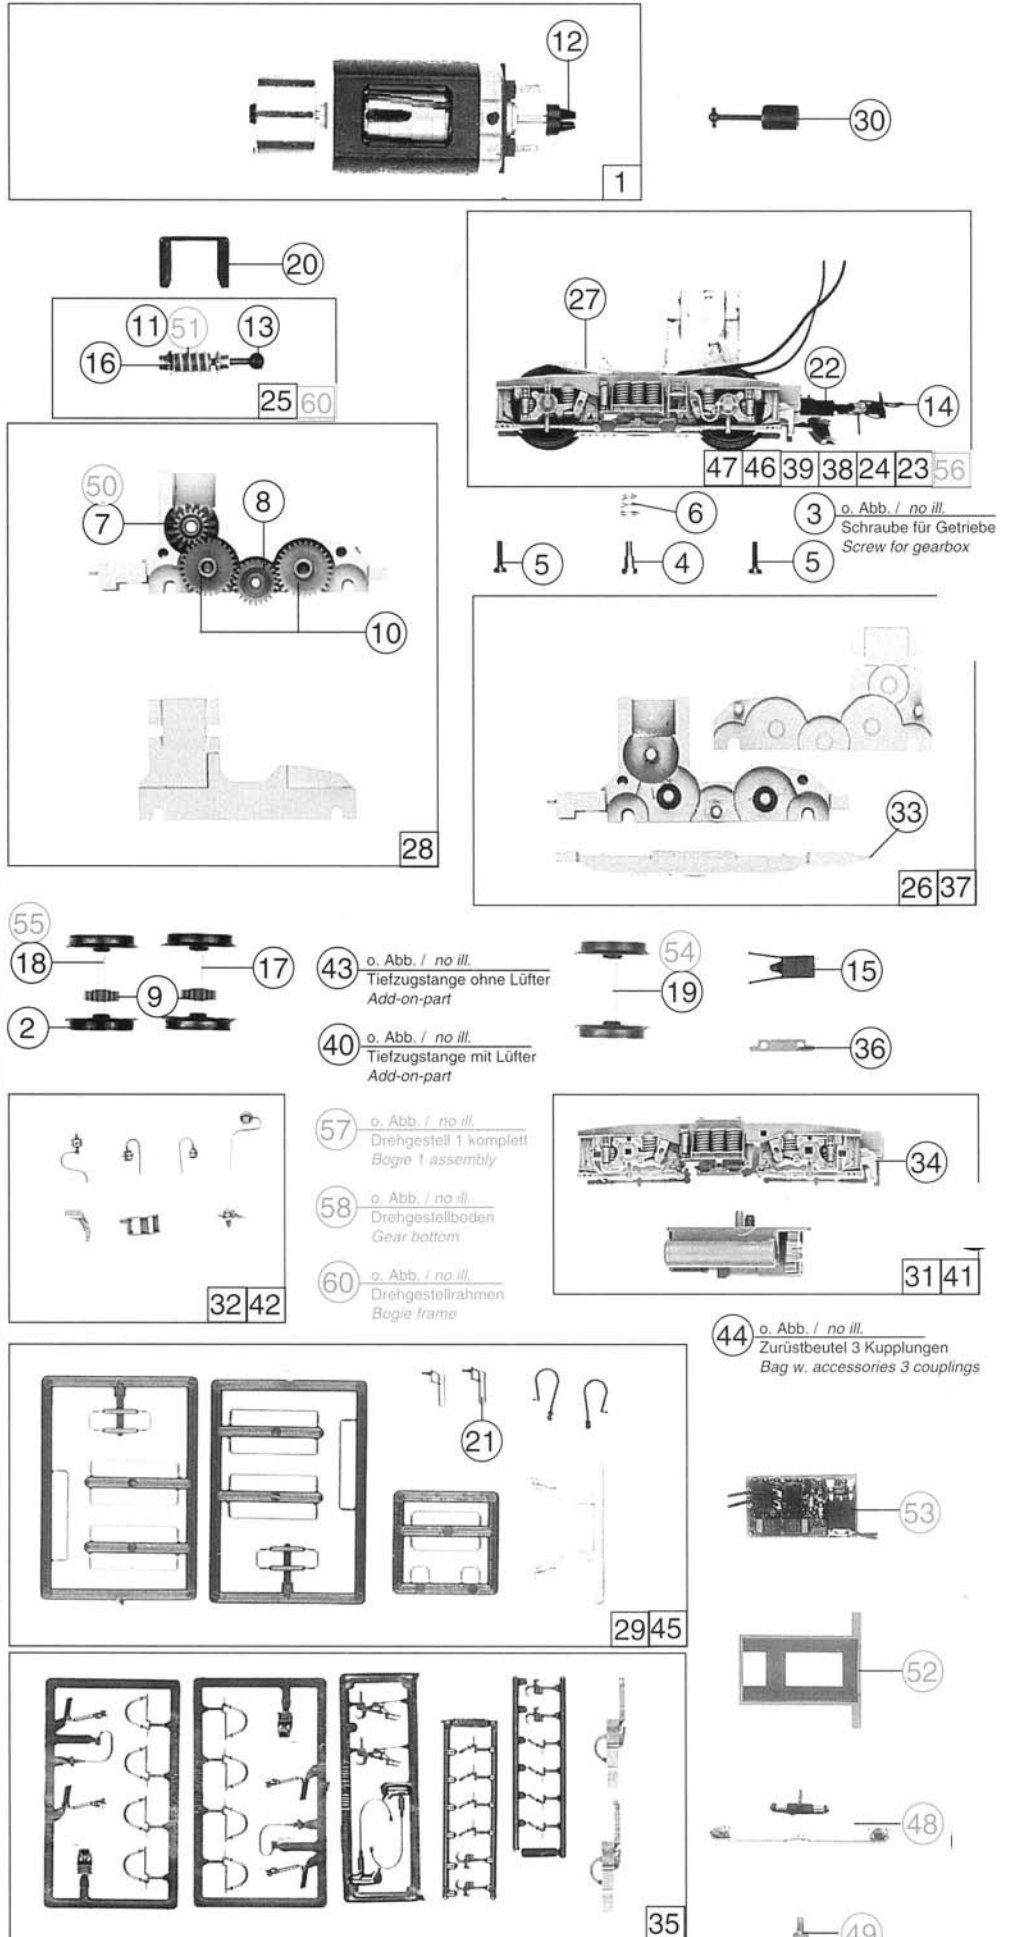 12
30
1
20
27
11
51
13
16
22
14
25 60
47 46 39 38 24 23 56
50
8
7
6
3
o. Abb. / no ill.
Schraube für Getriebe
Screw for gearbox
5
4
5
10
33
28
26 37
55
18
17
43
o. Abb. / no ill.
Tiefzugstange ohne Lüfter
Add-on-part
54
15
9
19
2
40
o. Abb. / no ill.
Tiefzugstange mit Lüfter
Add-on-part
36
57
o. Abb. / no ill.
Drehgestell 1 komplett
Bogie 1 assembly
34
58
o. Abb. / no ill.
Drehgestellboden
Gear bottom
60
o. Abb. / no ill.
Drehgestellrahmen
Bogie frame
32 42
31 41
44
o. Abb. / no ill.
Zurüstbeutel 3 Kupplungen
Bag w. accessories 3 couplings
21
53
29 45
52
48
35
49